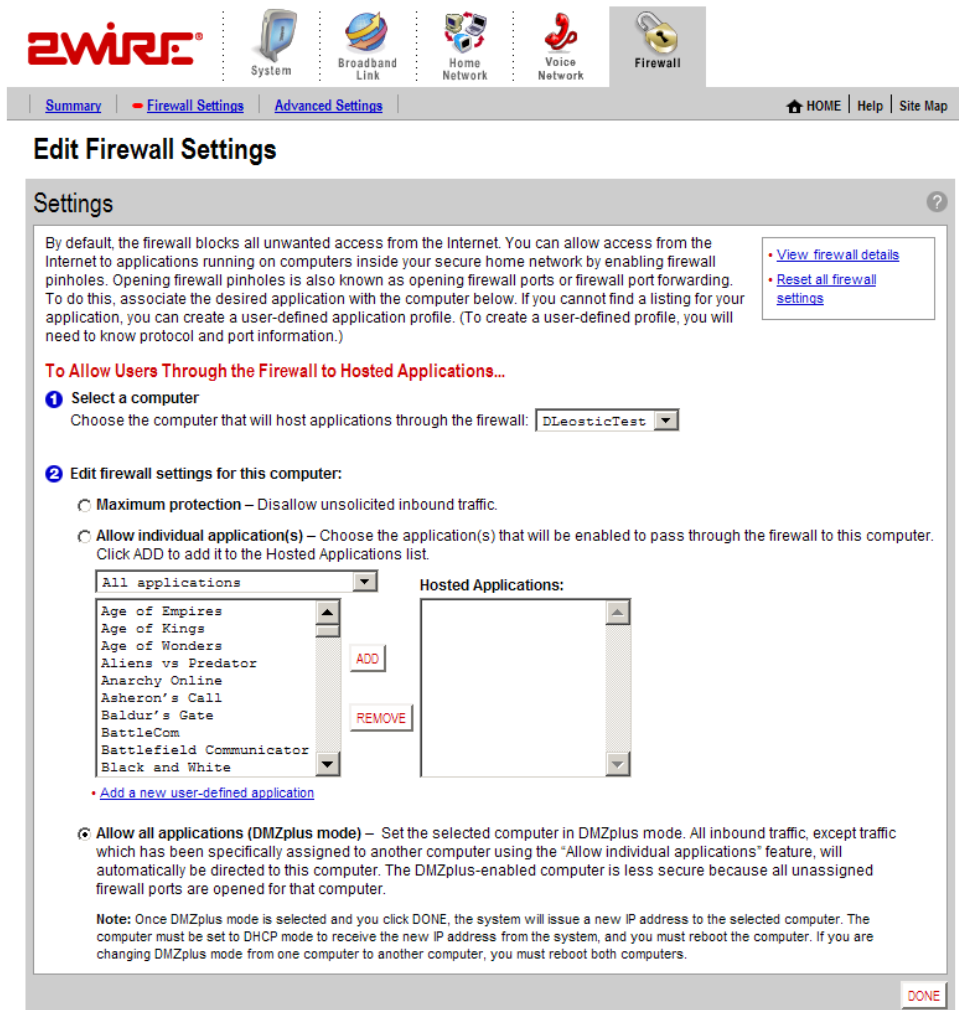 2WIRE®
System
Broadband
Link
Home
Network
Voice
Network
Firewall
Summary
Firewall Settings
Advanced Settings
HOME
Help
Site Map
Edit Firewall Settings
Settings
?
By default, the firewall blocks all unwanted access from the Internet. You can allow access from the
Internet to applications running on computers inside your secure home network by enabling firewall
pinholes. Opening firewall pinholes is also known as opening firewall ports or firewall port forwarding.
To do this, associate the desired application with the computer below. If you cannot find a listing for your
application, you can create a user-defined application profile. (To create a user-defined profile, you will
need to know protocol and port information.)
• View firewall details
• Reset all firewall
settings
To Allow Users Through the Firewall to Hosted Applications...
1 Select a computer
Choose the computer that will host applications through the firewall: DLeosticTest
2 Edit firewall settings for this computer:
Maximum protection – Disallow unsolicited inbound traffic.
Allow individual application(s) – Choose the application(s) that will be enabled to pass through the firewall to this computer.
Click ADD to add it to the Hosted Applications list.
All applications
Hosted Applications:
Age of Empires
Age of Kings
Age of Wonders
Aliens vs Predator
Anarchy Online
Asheron's Call
Baldur's Gate
BattleCom
Battlefield Communicator
Black and White
ADD
REMOVE
• Add a new user-defined application
Allow all applications (DMZplus mode) – Set the selected computer in DMZplus mode. All inbound traffic, except traffic
which has been specifically assigned to another computer using the “Allow individual applications” feature, will
automatically be directed to this computer. The DMZplus-enabled computer is less secure because all unassigned
firewall ports are opened for that computer.
Note: Once DMZplus mode is selected and you click DONE, the system will issue a new IP address to the selected computer. The
computer must be set to DHCP mode to receive the new IP address from the system, and you must reboot the computer. If you are
changing DMZplus mode from one computer to another computer, you must reboot both computers.
DONE